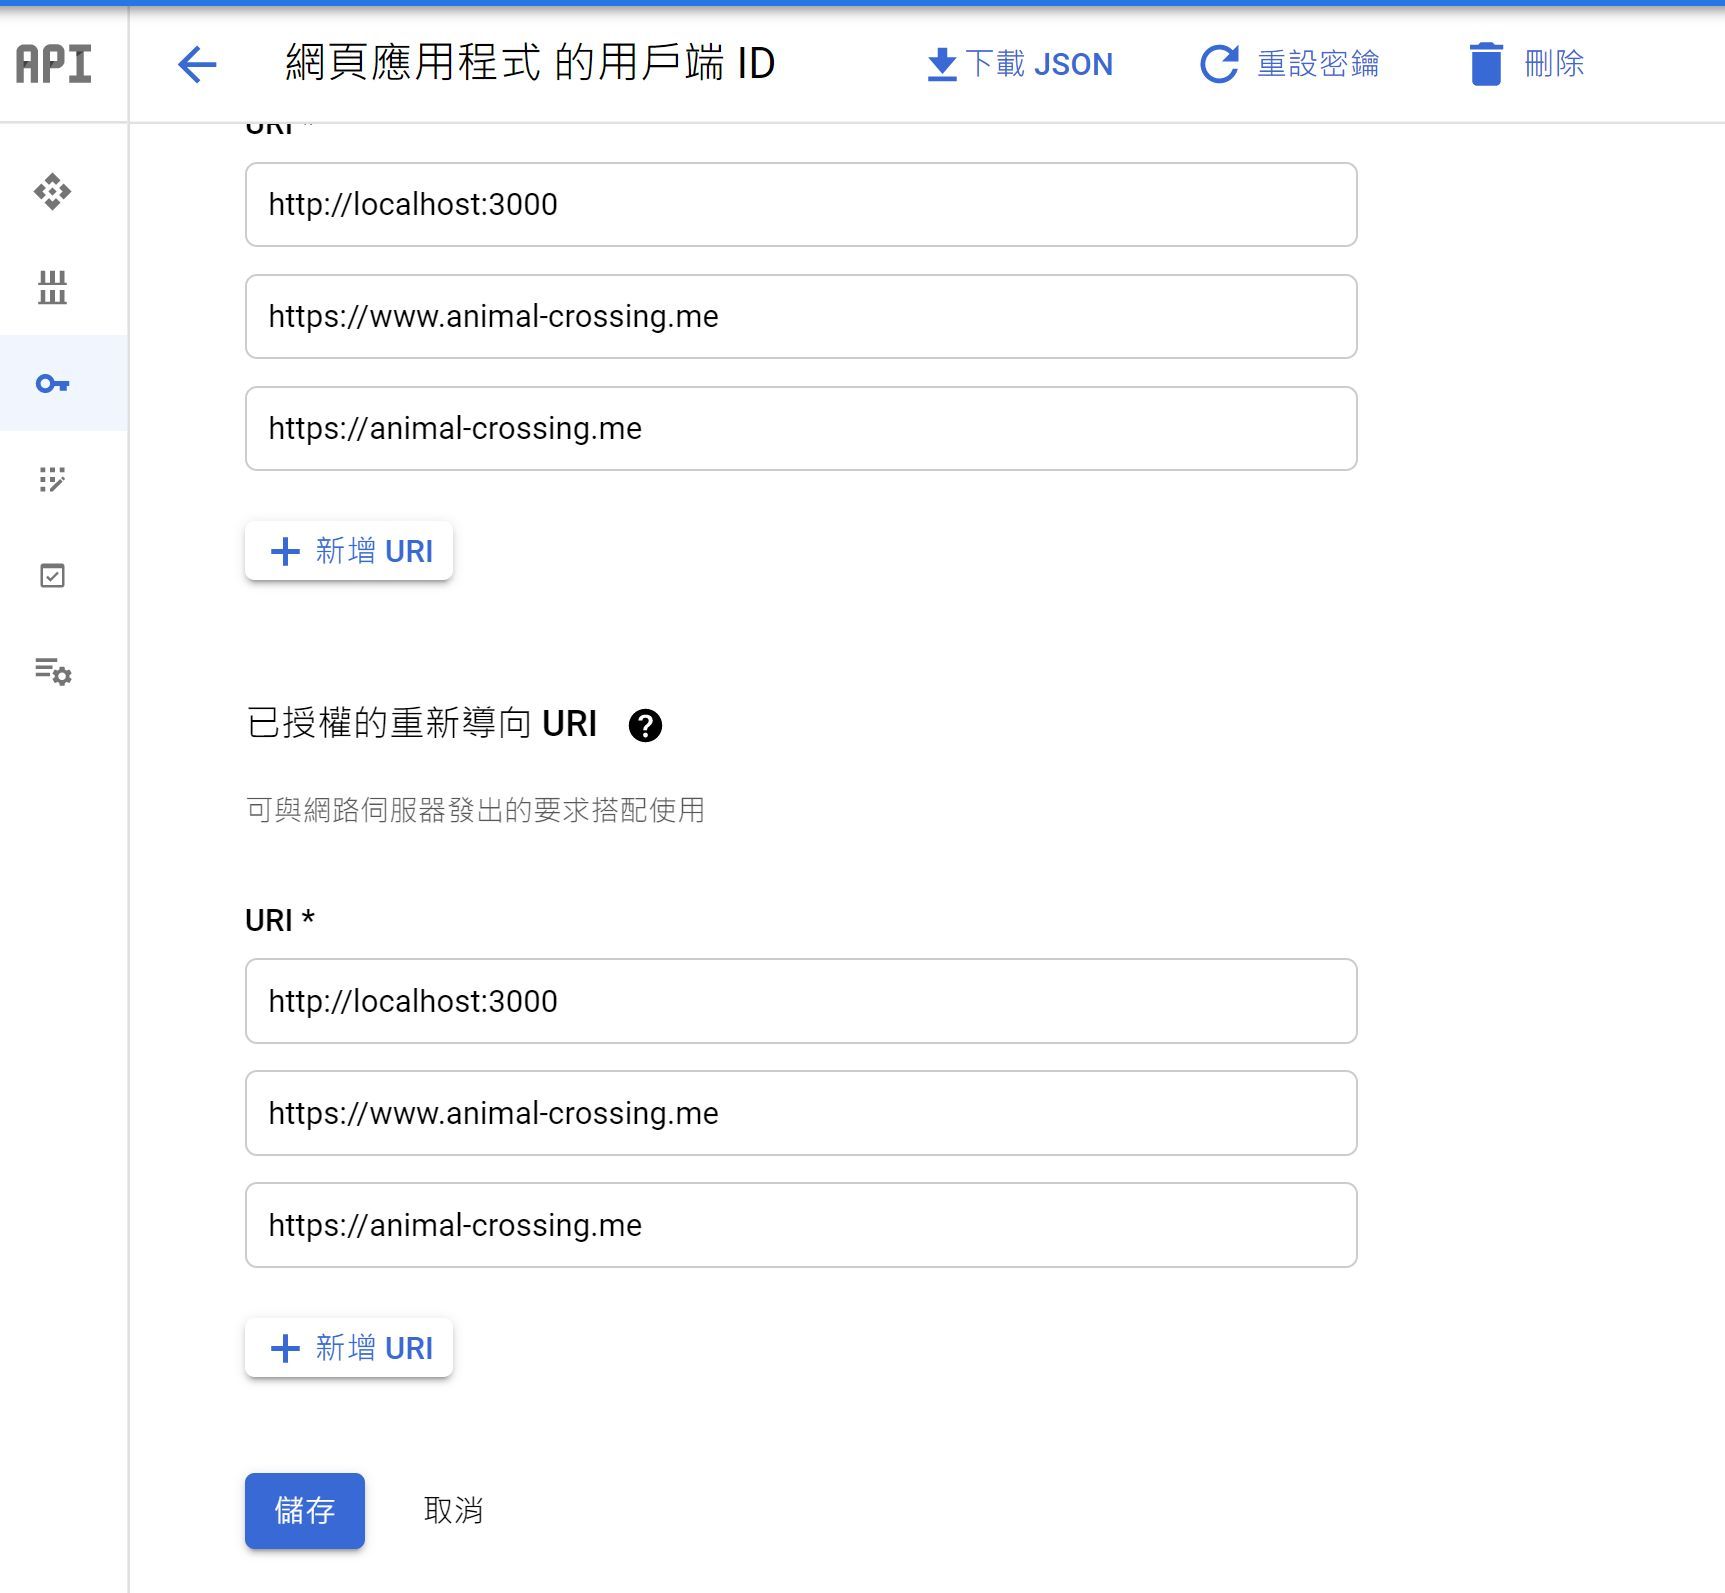 API
網頁應用程式 的用戶端 ID
下載 JSON
重設密鑰
刪除
URI *
http://localhost:3000
https://www.animal-crossing.me
https://animal-crossing.me
新增 URI
已授權的重新導向 URI
可與網路伺服器發出的要求搭配使用
URI *
http://localhost:3000
https://www.animal-crossing.me
https://animal-crossing.me
新增 URI
儲存
取消